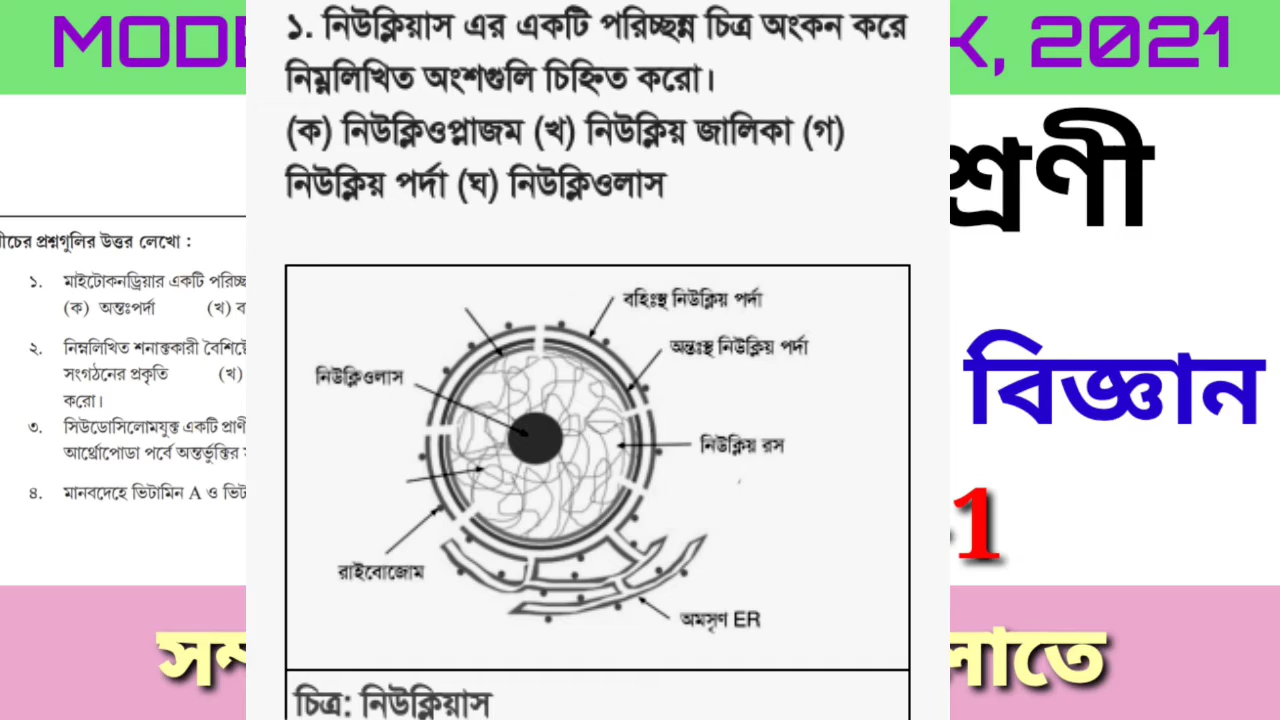 MODE
K, 2021
১. নিউক্লিয়াস এর একটি পরিচ্ছন্ন চিত্র অংকন করে
নিম্নলিখিত অংশগুলি চিহ্নিত করো।
(ক) নিউক্লিওপ্লাজম (খ) নিউক্লিয় জালিকা (গ)
নিউক্লিয় পর্দা (ঘ) নিউক্লিওলাস
শ্রেণী
নীচের প্রশ্নগুলির উত্তর লেখো :
১. মাইটোকনড্রিয়ার একটি
(ক) অন্তঃপর্দা (খ)
২. নিম্নলিখিত শনাক্তকারী
সংগঠনের প্রকৃতি (খ)
করো।
৩. সিউডোসিলোমযুক্ত একটি
আর্থ্রোপোডা পর্বে অন্তর্ভুক্তির
৪. মানবদেহে ভিটামিন A ও
বহিঃস্থ নিউক্লিয় পর্দা
অন্তঃস্থ নিউক্লিয় পর্দা
নিউক্লিওলাস
নিউক্লিয় রস
রাইবোজোম
অমসৃণ ER
চিত্র: নিউক্লিয়াস
বিজ্ঞান
1
লাতে